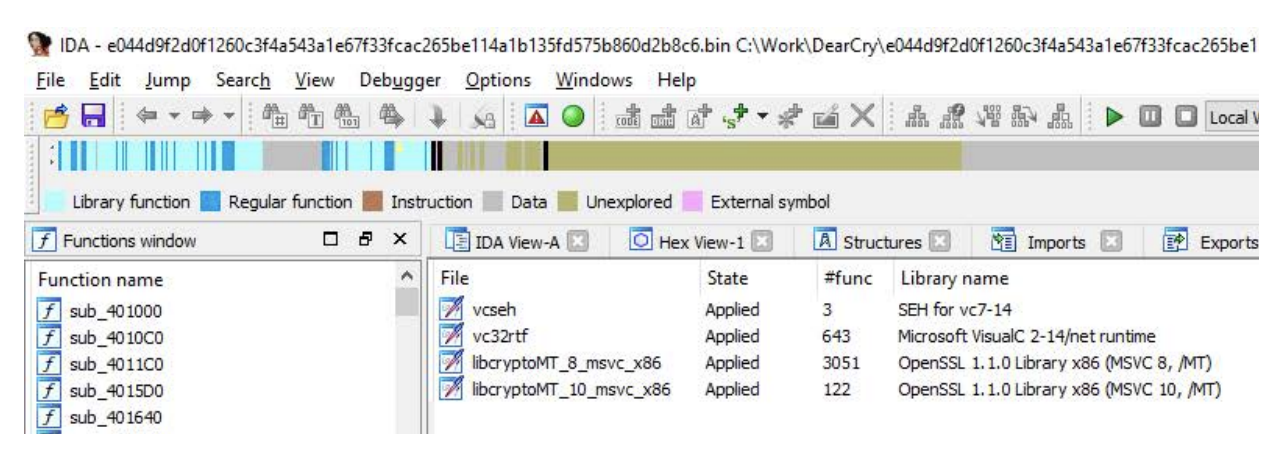 IDA - e044d9f2d0f1260c3f4a543a1e67f33fcac265be114a1b135fd575b860d2b8c6.bin C:\Work\DearCry\e044d9f2d0f1260c3f4a543a1e67f33fcac265be1
File Edit Jump Search View Debugger Options Windows Help
Local
Library function Regular function Instruction Data Unexplored External symbol
Functions window IDA View-A Hex View-1 Structures Imports Exports
Function name File State #func Library name
sub_401000 vcseh Applied 3 SEH for vc7-14
sub_4010C0 vc32rtf Applied 643 Microsoft VisualC 2-14/net runtime
sub_4011C0 libcryptoMT_8_msvc_x86 Applied 3051 OpenSSL 1.1.0 Library x86 (MSVC 8, /MT)
sub_4015D0 libcryptoMT_10_msvc_x86 Applied 122 OpenSSL 1.1.0 Library x86 (MSVC 10, /MT)
sub_401640